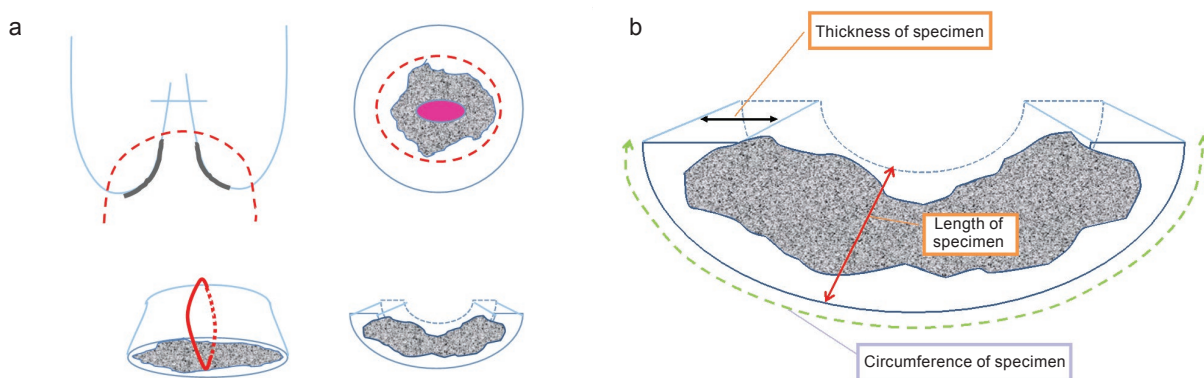 a
b
Thickness of specimen
Length of
specimen
Circumference of specimen